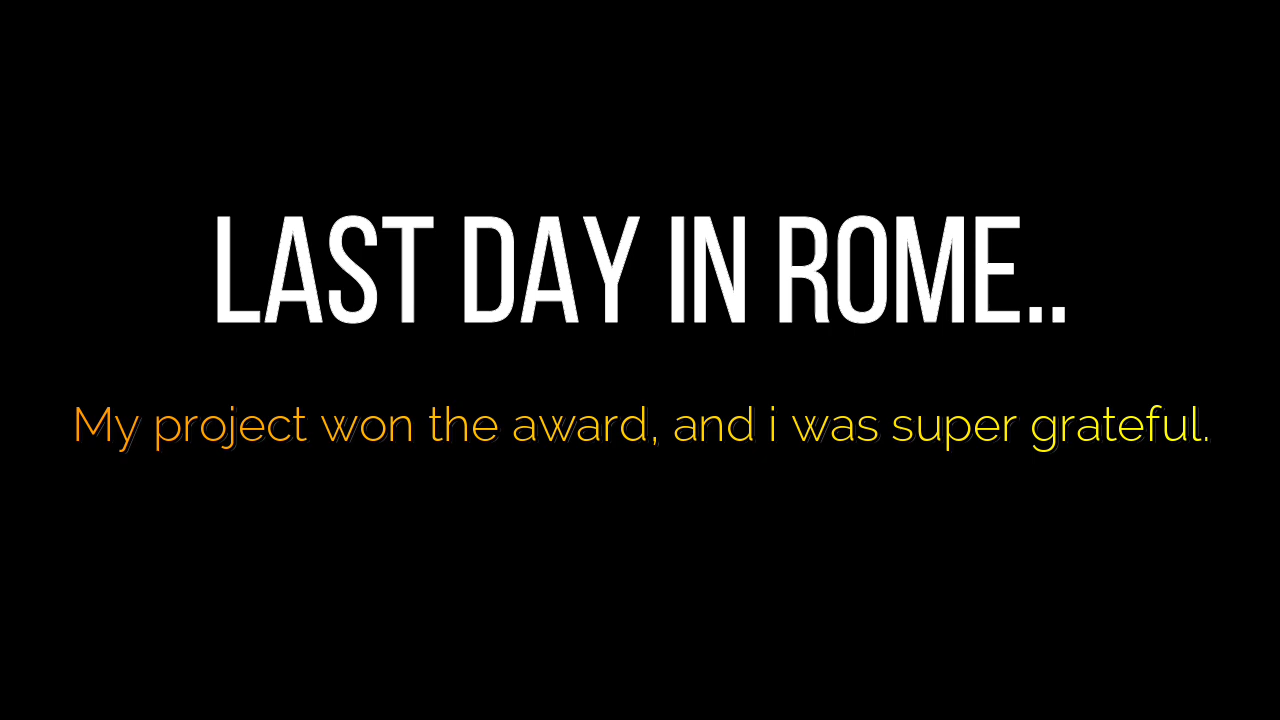 LAST DAY IN ROME..
My project won the award, and i was super grateful.